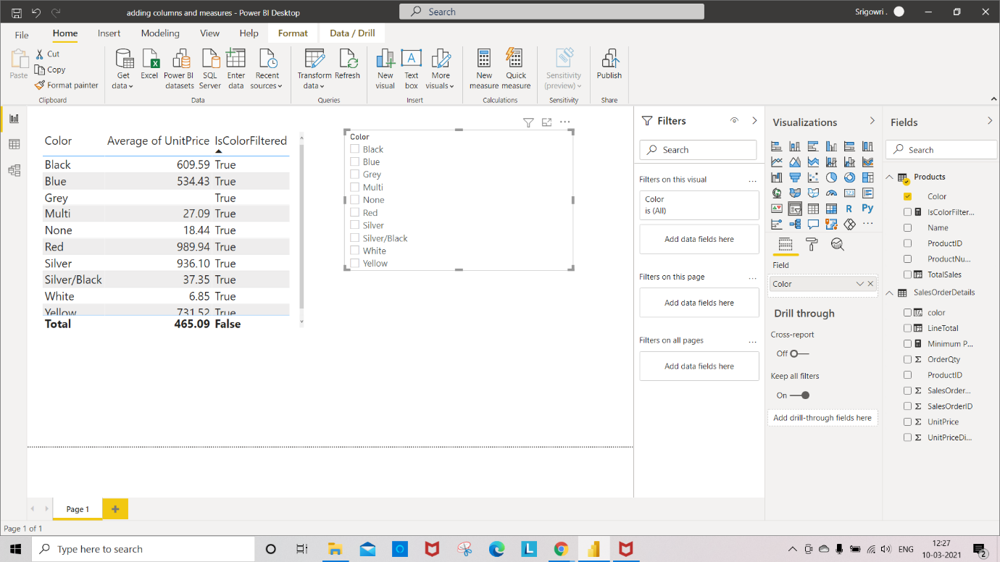 adding columns and measures - Power BI Desktop
Search
Srigowri .
File
Home
Insert
Modeling
View
Help
Format
Data / Drill
Paste
Cut
Copy
Format painter
Clipboard
Get data
Excel
Power BI datasets
SQL Server
Enter data
Recent sources
Data
Transform data
Refresh
Queries
New visual
Text box
More visuals
Insert
New measure
Quick measure
Calculations
Sensitivity (preview)
Sensitivity
Publish
Share
Color Average of UnitPrice IsColorFiltered
Black 609.59 True
Blue 534.43 True
Grey True
Multi 27.09 True
None 18.44 True
Red 989.94 True
Silver 936.10 True
Silver/Black 37.35 True
White 6.85 True
Yellow 731.52 True
Total 465.09 False
Color
Black
Blue
Grey
Multi
None
Red
Silver
Silver/Black
White
Yellow
Filters
Search
Filters on this visual ...
Color
is (All)
Add data fields here
Filters on this page ...
Add data fields here
Filters on all pages ...
Add data fields here
Visualizations
R
Py
Field
Color
Drill through
Cross-report
Off
Keep all filters
On
Add drill-through fields here
Fields
Search
Products
Color
IsColorFilter...
Name
ProductID
ProductNu...
TotalSales
SalesOrderDetails
color
LineTotal
Minimum P...
OrderQty
ProductID
SalesOrder...
SalesOrderID
UnitPrice
UnitPriceDi...
Page 1
Page 1 of 1
Type here to search
L
ENG
12:27
10-03-2021
2